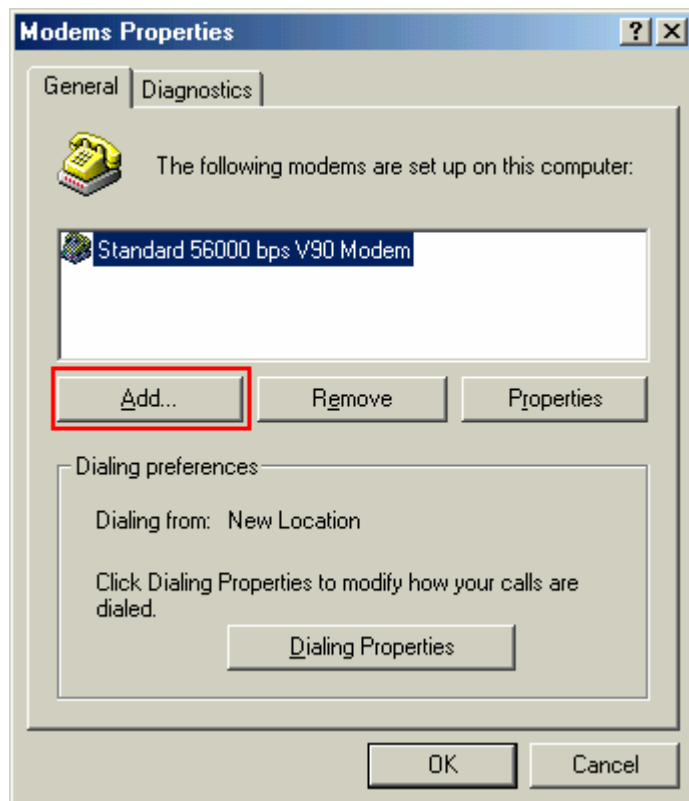 Modems Properties
General Diagnostics
The following modems are set up on this computer:
Standard 56000 bps V90 Modem
Add... Remove Properties
Dialing preferences
Dialing from: New Location
Click Dialing Properties to modify how your calls are
dialed.
Dialing Properties
OK Cancel